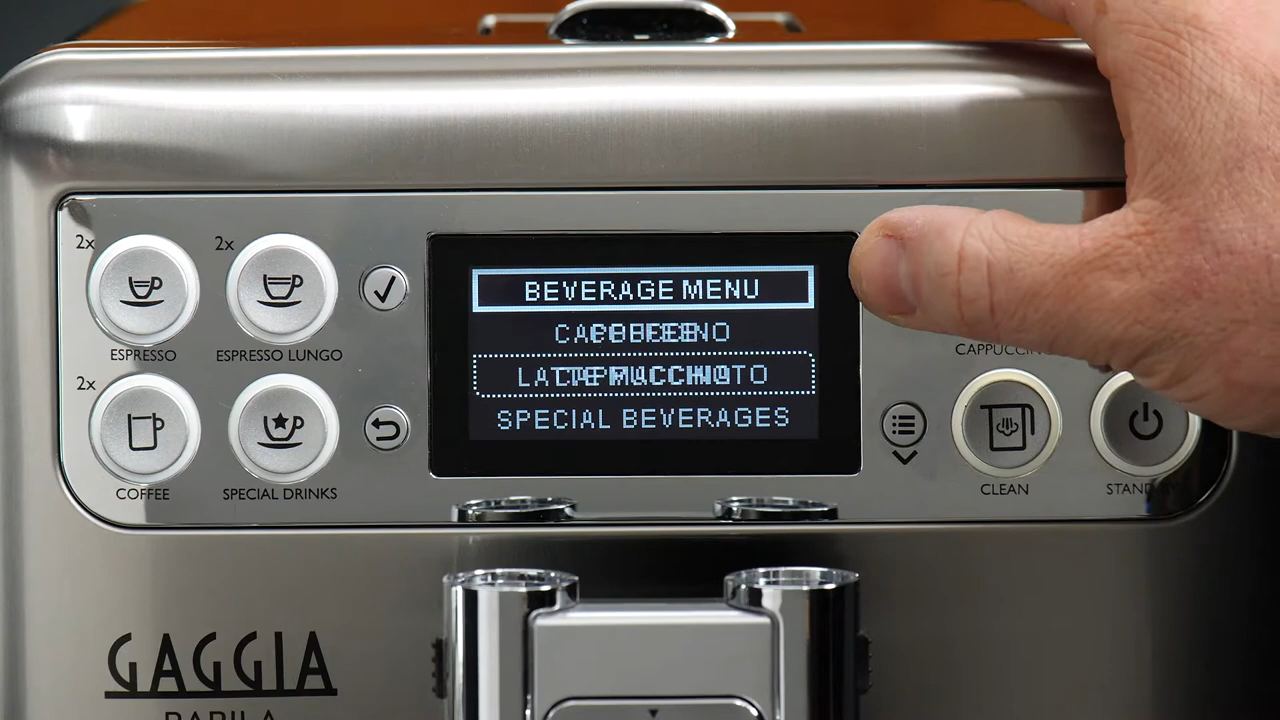 2x
2x
ESPRESSO
ESPRESSO LUNGO
2x
COFFEE
SPECIAL DRINKS
BEVERAGE MENU
SPECIAL BEVERAGES
CLEAN
GAGGIA